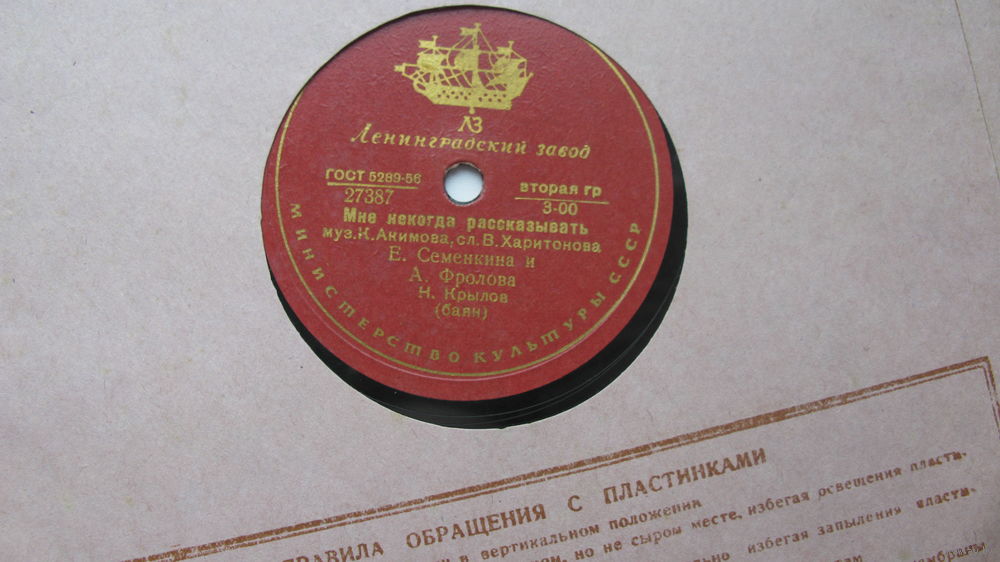 ЛЗ
Ленинградский завод
ГОСТ 5289-56
27387
вторая гр
3-00
Мне некогда рассказывать
муз. К. Акимова, сл. В. Харитонова
Е. Семенкина и
А. Фролова
Н. Крылов
(баян)
МИНИСТЕРСТВО КУЛЬТУРЫ СССР
ПРАВИЛА ОБРАЩЕНИЯ С ПЛАСТИНКАМИ
в вертикальном положении
но не сыром месте, избегая освещения пласти-
избегая запыления пласти-